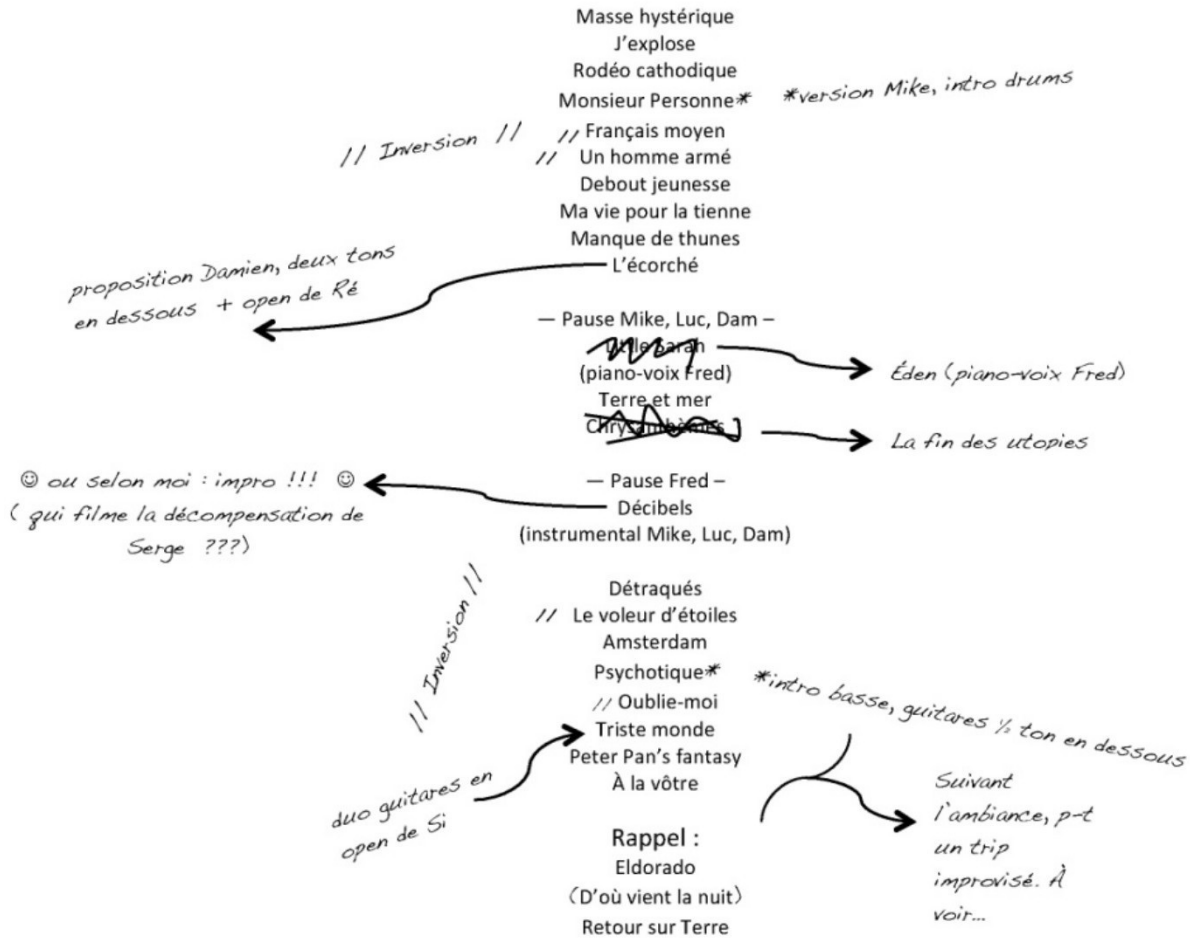 Masse hystérique
J'explose
Rodéo cathodique
Monsieur Personne* *version Mike, intro drums
// Inversion // // Français moyen
// Un homme armé
Debout jeunesse
Ma vie pour la tienne
Manque de thunes
L'écorché
proposition Damien, deux tons
en dessous + open de Ré
— Pause Mike, Luc, Dam –
Sarah
(piano-voix Fred)
Éden (piano-voix Fred)
Terre et mer
Chrysanthèmes
La fin des utopies
— Pause Fred –
☺ ou selon moi : impro !!! ☺
( qui filme la décompensation de
Serge ???)
Décibels
(instrumental Mike, Luc, Dam)
// Inversion //
Détraqués
// Le voleur d'étoiles
Amsterdam
Psychotique* *intro basse, guitares ½ ton en dessous
// Oublie-moi
Triste monde
duo guitares en
open de Si
Peter Pan's fantasy
À la vôtre
Rappel :
Eldorado
(D'où vient la nuit)
Retour sur Terre
Suivant
l'ambiance, p-t
un trip
improvisé. À
voir...